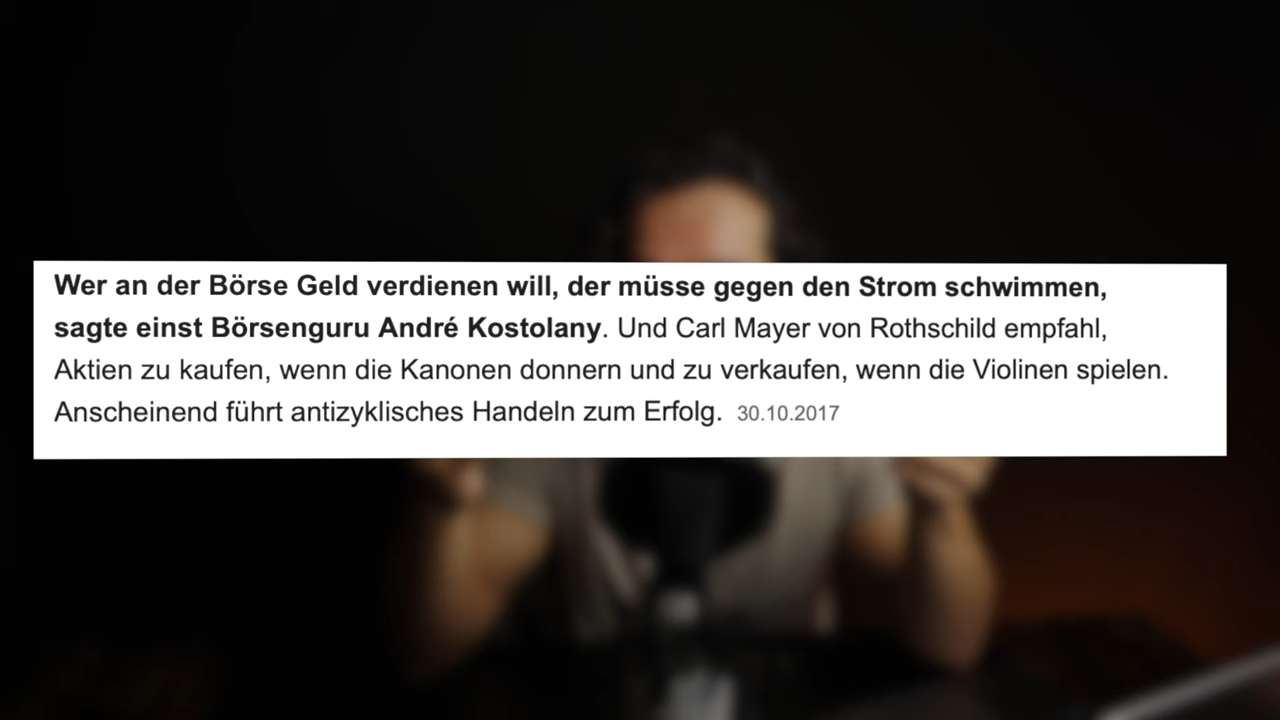 Wer an der Börse Geld verdienen will, der müsse gegen den Strom schwimmen,
sagte einst Börsenguru André Kostolany. Und Carl Mayer von Rothschild empfahl,
Aktien zu kaufen, wenn die Kanonen donnern und zu verkaufen, wenn die Violinen spielen.
Anscheinend führt antizyklisches Handeln zum Erfolg. 30.10.2017